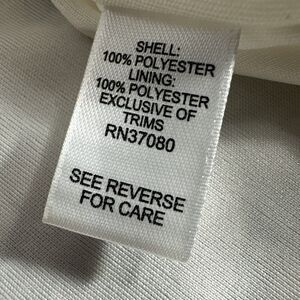 SHELL:
100% POLYESTER
LINING:
100% POLYESTER
EXCLUSIVE OF
TRIMS
RN37080
SEE REVERSE
FOR CARE